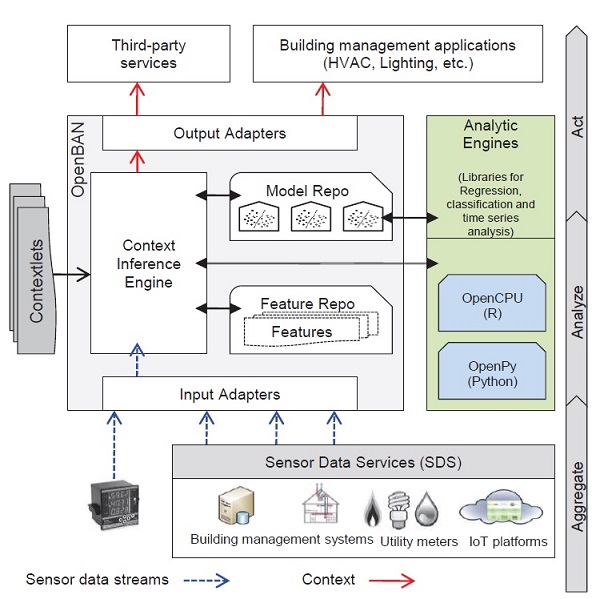 Third-party
services
Building management applications
(HVAC, Lighting, etc.)
OpenBAN
Output Adapters
Analytic
Engines
(Libraries for
Regression,
classification and
time series
analysis)
Model Repo
Context
Inference
Engine
Contextlets
Feature Repo
Features
OpenCPU
(R)
OpenPy
(Python)
Input Adapters
Act
Analyze
Aggregate
Sensor Data Services (SDS)
Building management systems
Utility meters
IoT platforms
Sensor data streams
Context